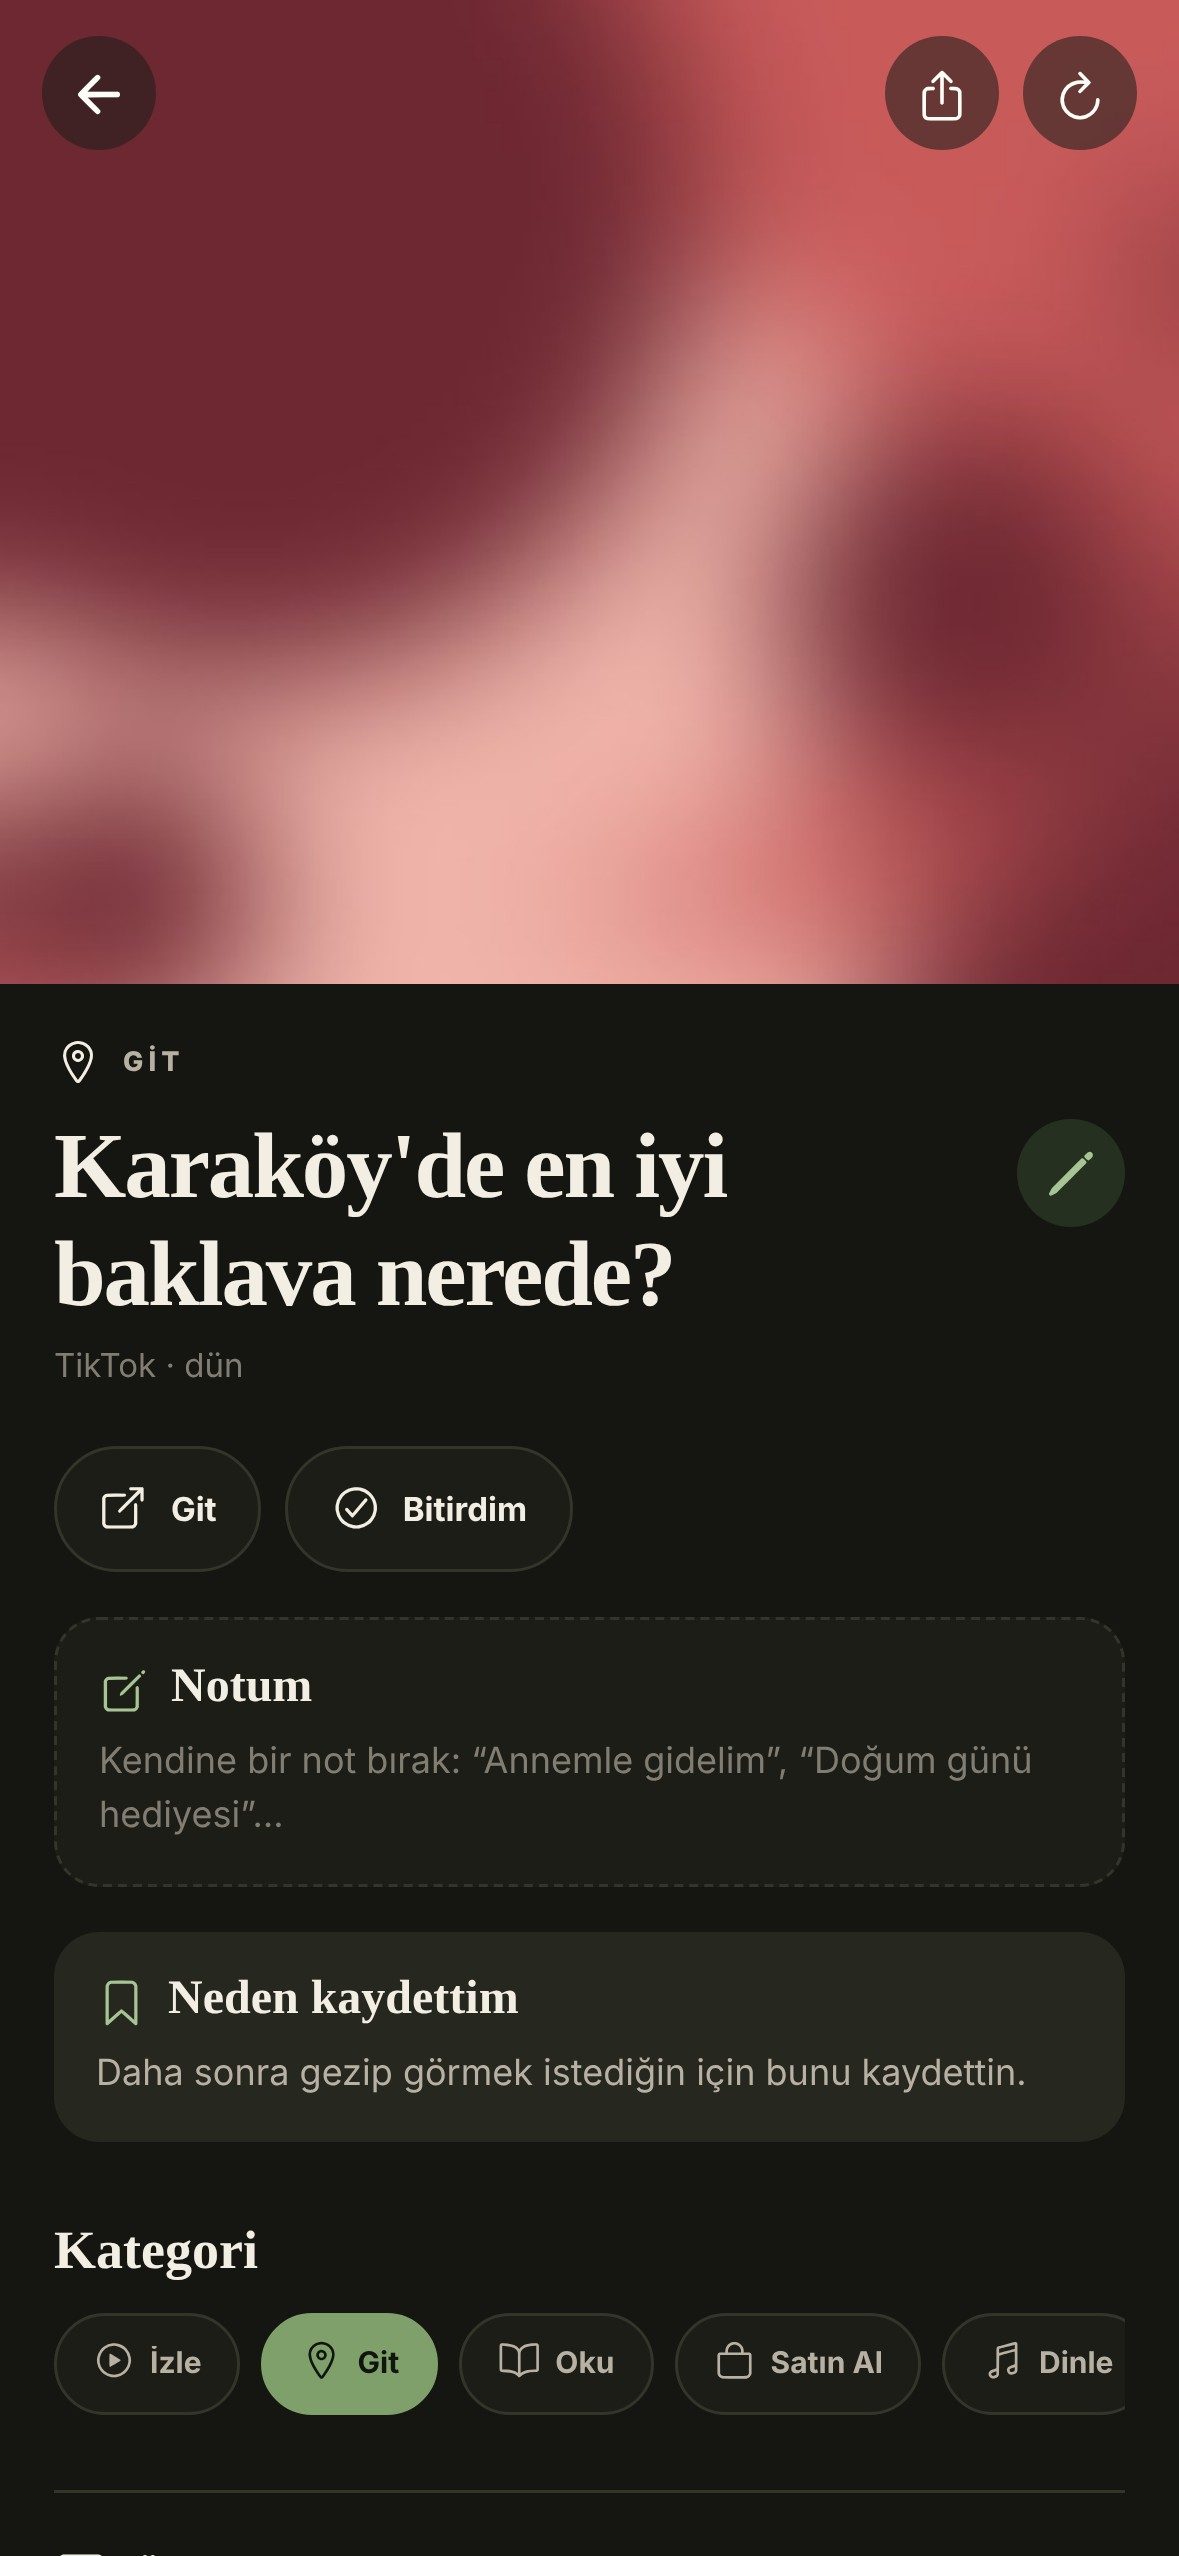 GİT
Karaköy'de en iyi
baklava nerede?
TikTok · dün
Git
Bitirdim
Notum
Kendine bir not bırak: “Annemle gidelim”, “Doğum günü
hediyesi”...
Neden kaydettim
Daha sonra gezip görmek istediğin için bunu kaydettin.
Kategori
İzle
Git
Oku
Satın Al
Dinle